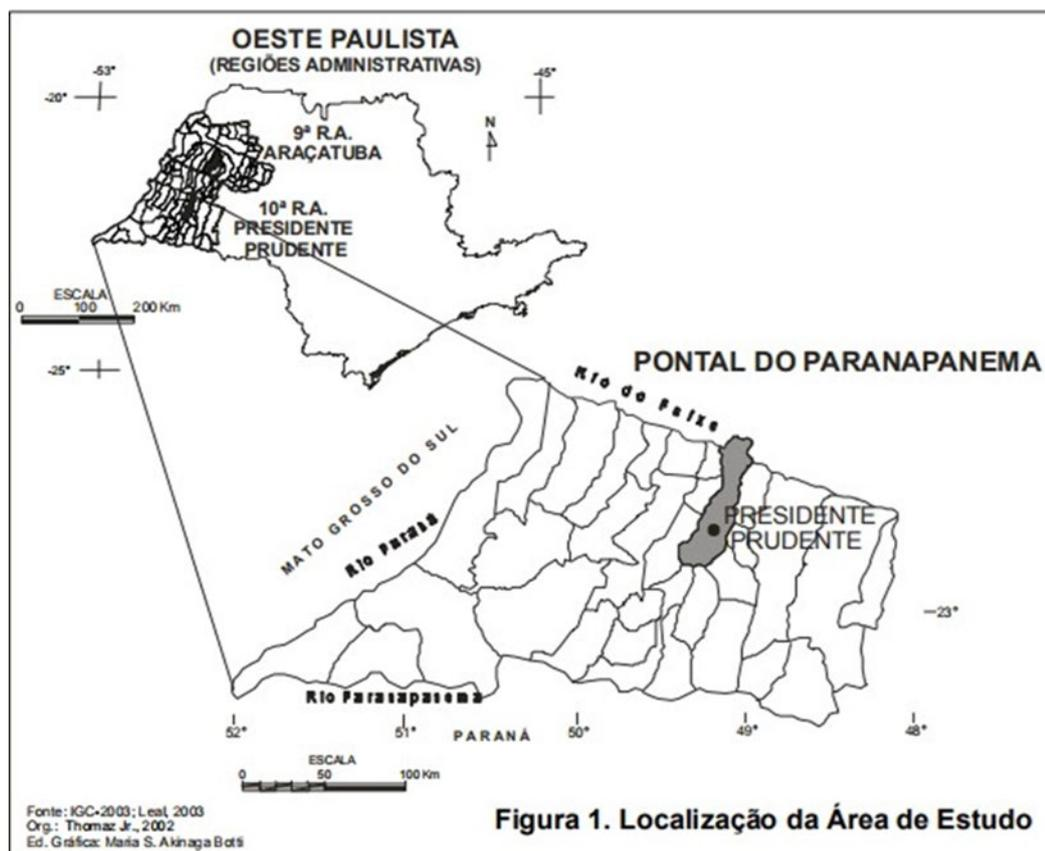 OESTE PAULISTA
(REGIÕES ADMINISTRATIVAS)
-53°
-45°
-20°
N
9ª R.A.
ARAÇATUBA
10ª R.A.
PRESIDENTE
PRUDENTE
ESCALA
0 100 200 Km
-25°
PONTAL DO PARANAPANEMA
Rio do Peixe
MATO GROSSO DO SUL
Rio Paraná
PRESIDENTE
PRUDENTE
-23°
Rio Paranapanema
52° 51° 50° 49° 48°
PARANÁ
ESCALA
0 50 100 Km
Fonte: IGC-2003; Leal, 2003
Org.: Thomaz Jr., 2002
Ed. Gráfica: Maria S. Akinaga Botti
Figura 1. Localização da Área de Estudo